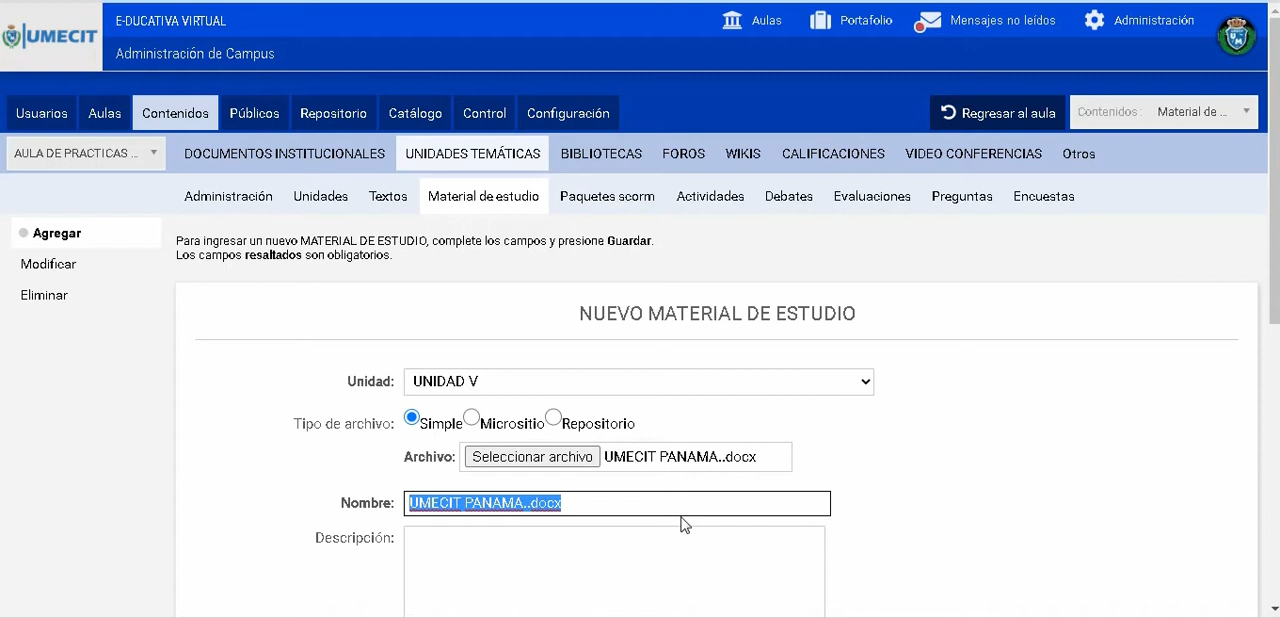 UMECIT
E-DUCATIVA VIRTUAL
Administración de Campus
Aulas
Portafolio
Mensajes no leídos
Administración
Usuarios
Aulas
Contenidos
Públicos
Repositorio
Catálogo
Control
Configuración
Regresar al aula
Contenidos: Material de ...
AULA DE PRACTICAS ...
DOCUMENTOS INSTITUCIONALES
UNIDADES TEMÁTICAS
BIBLIOTECAS
FOROS
WIKIS
CALIFICACIONES
VIDEO CONFERENCIAS
Otros
Administración
Unidades
Textos
Material de estudio
Paquetes scorm
Actividades
Debates
Evaluaciones
Preguntas
Encuestas
Agregar
Modificar
Eliminar
Para ingresar un nuevo MATERIAL DE ESTUDIO, complete los campos y presione Guardar.
Los campos resaltados son obligatorios.
NUEVO MATERIAL DE ESTUDIO
Unidad: UNIDAD V
Tipo de archivo: Simple Micrositio Repositorio
Archivo: Seleccionar archivo UMECIT PANAMA..docx
Nombre: UMECIT PANAMA..docx
Descripción: